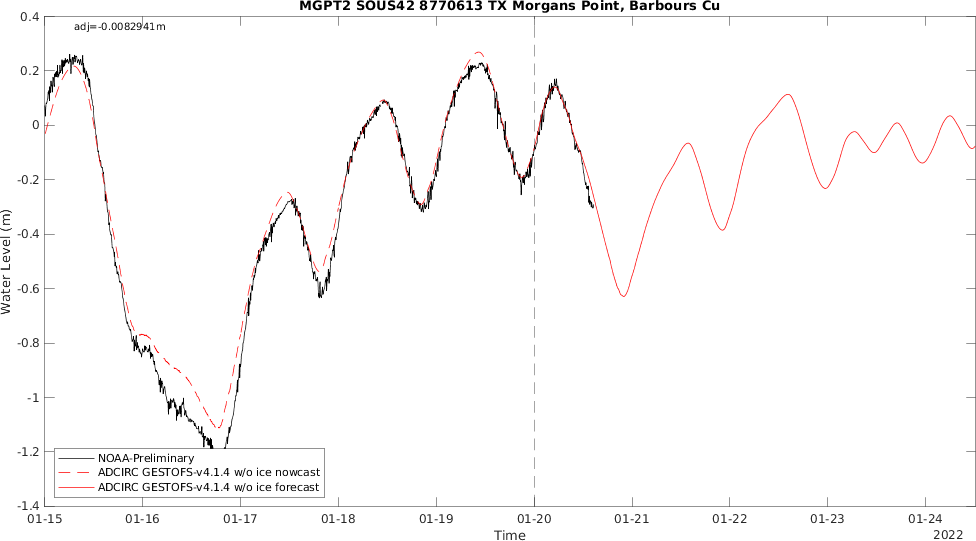 MGPT2 SOUS42 8770613 TX Morgans Point, Barbours Cu
adj=-0.0082941m
0.4
0.2
0
-0.2
-0.4
-0.6
-0.8
-1
-1.2
-1.4
Water Level (m)
NOAA-Preliminary
ADCIRC GESTOFS-v4.1.4 w/o ice nowcast
ADCIRC GESTOFS-v4.1.4 w/o ice forecast
01-15 01-16 01-17 01-18 01-19 01-20 01-21 01-22 01-23 01-24
Time
2022